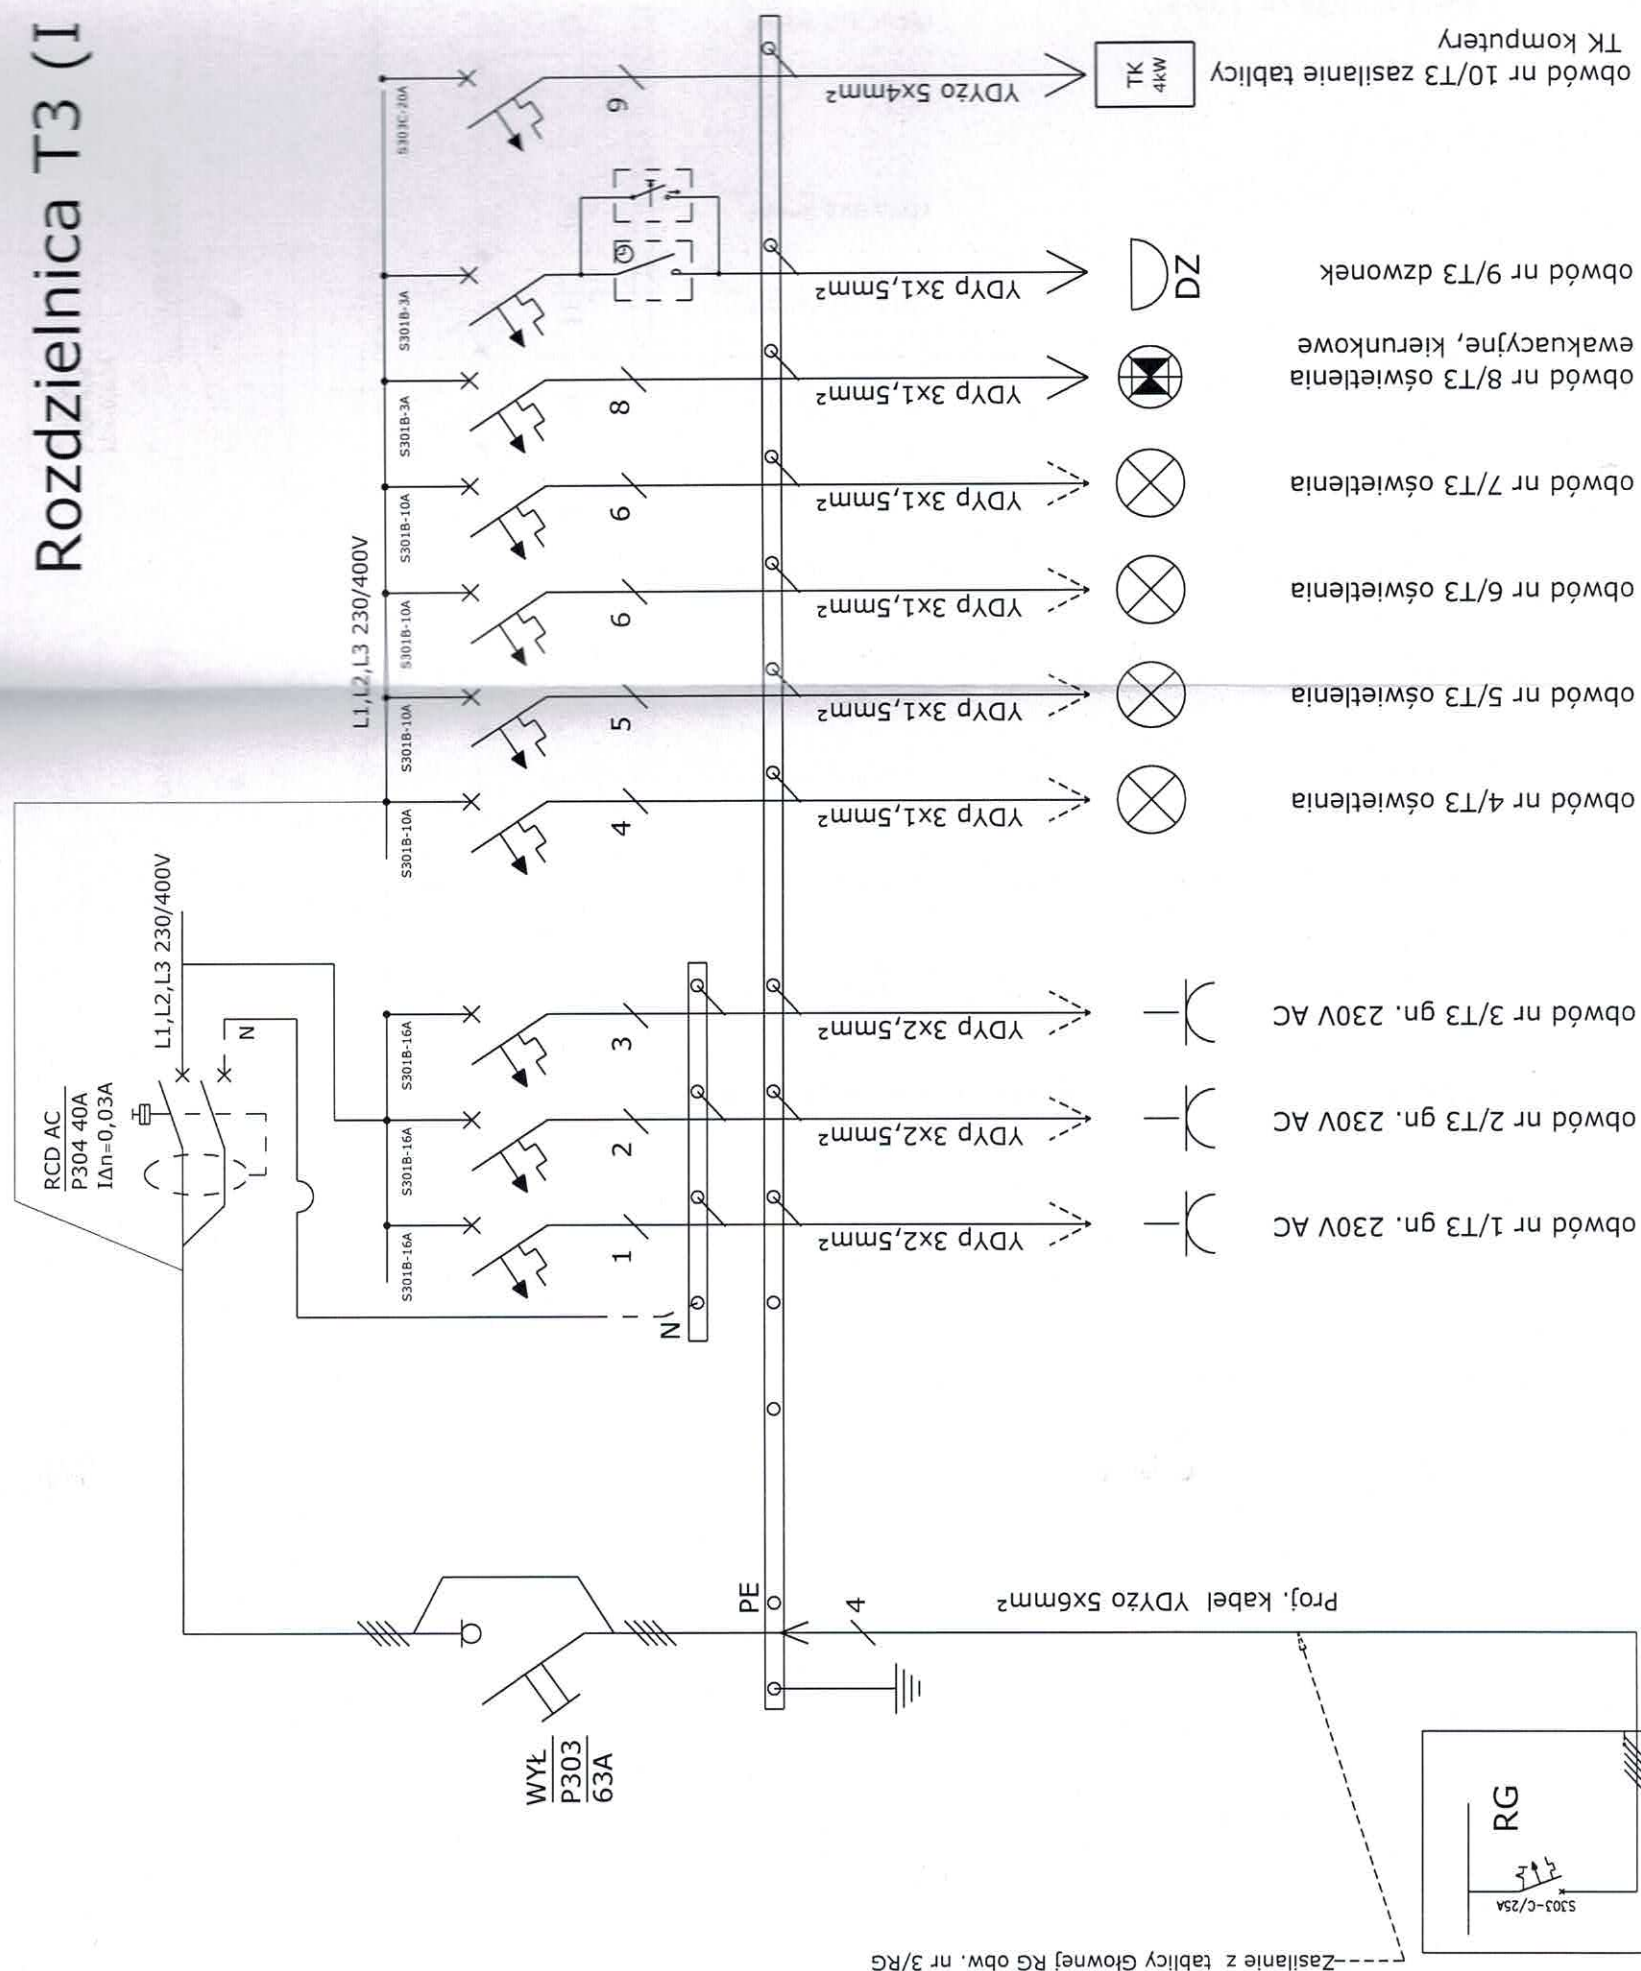 Rozdzielnica T3 (I
RCD AC
P304 40A
IΔn=0,03A
L1,L2,L3 230/400V
N
L1,L2,L3 230/400V
S301B-16A
S301B-16A
S301B-16A
S301B-10A
S301B-10A
S301B-10A
S301B-10A
S301B-3A
S301B-3A
S303C-20A
1
2
3
4
5
6
6
8
9
N
PE
WYŁ
P303
63A
4
Proj. kabel YDYżo 5x6mm²
YDYp 3x2,5mm²
YDYp 3x2,5mm²
YDYp 3x2,5mm²
YDYp 3x1,5mm²
YDYp 3x1,5mm²
YDYp 3x1,5mm²
YDYp 3x1,5mm²
YDYp 3x1,5mm²
YDYp 3x1,5mm²
YDYżo 5x4mm²
DZ
TK
4kW
obwód nr 1/T3 gn. 230V AC
obwód nr 2/T3 gn. 230V AC
obwód nr 3/T3 gn. 230V AC
obwód nr 4/T3 oświetlenia
obwód nr 5/T3 oświetlenia
obwód nr 6/T3 oświetlenia
obwód nr 7/T3 oświetlenia
obwód nr 8/T3 oświetlenia
ewakuacyjne, kierunkowe
obwód nr 9/T3 dzwonek
obwód nr 10/T3 zasilanie tablicy
TK komputery
RG
S303-C/25A
Zasilanie z tablicy Głownej RG obw. nr 3/RG